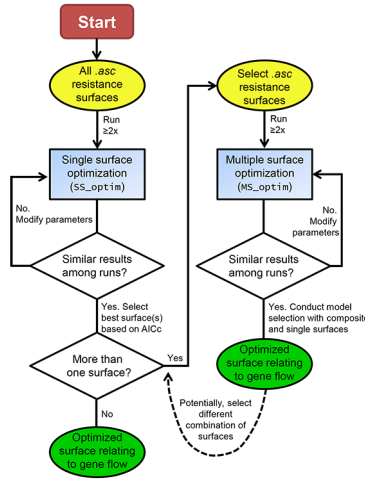 Start
All .asc
resistance
surfaces
Run
≥2x
Single surface
optimization
(SS_optim)
No.
Modify parameters
Similar results
among runs?
Yes. Select
best surface(s)
based on AICc
More than
one surface?
Yes
No
Optimized
surface relating
to gene flow
Select .asc
resistance
surfaces
Run
≥2x
Multiple surface
optimization
(MS_optim)
No.
Modify
parameters
Similar results
among runs?
Yes. Conduct model
selection with composite
and single surfaces
Optimized
surface relating
to gene flow
Potentially, select
different
combination of
surfaces